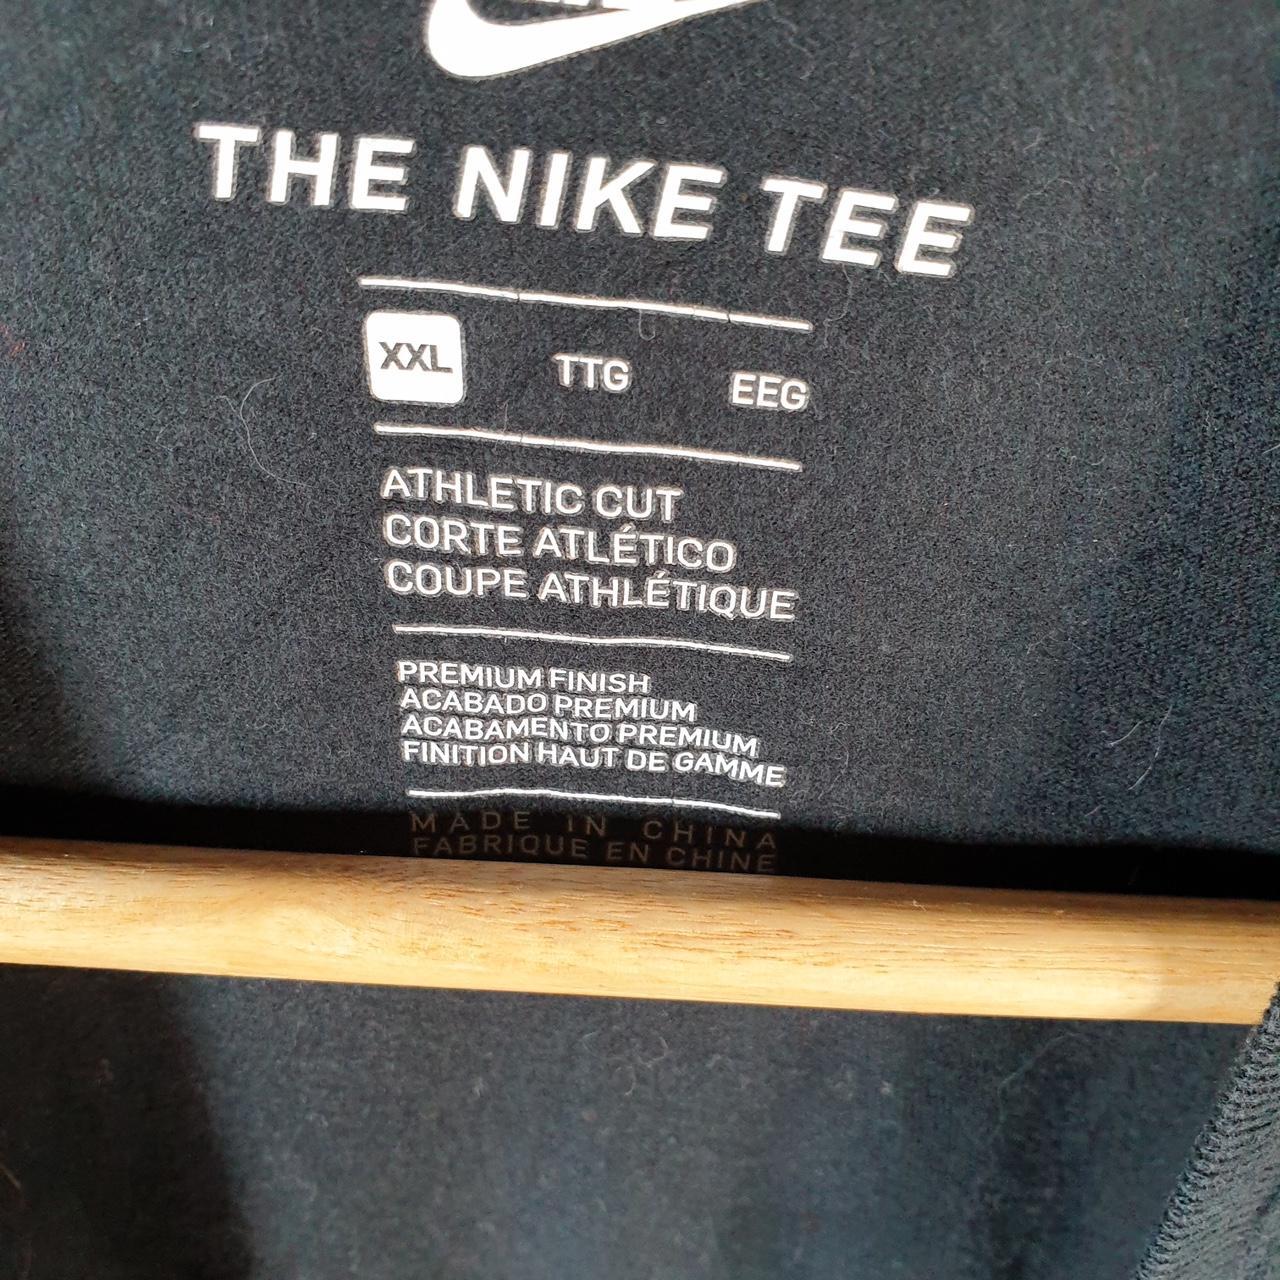 THE NIKE TEE
XXL TTG EEG
ATHLETIC CUT
CORTE ATLÉTICO
COUPE ATHLÉTIQUE
PREMIUM FINISH
ACABADO PREMIUM
ACABAMENTO PREMIUM
FINITION HAUT DE GAMME
MADE IN CHINA
FABRIQUE EN CHINE